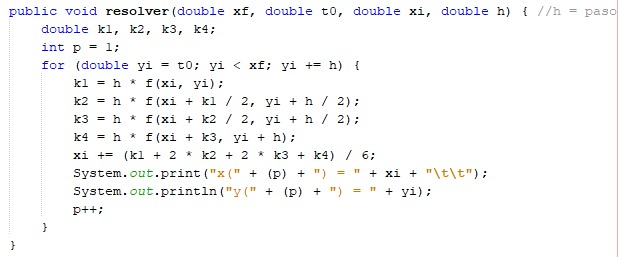 public void resolver(double xf, double t0, double xi, double h) { //h = paso
double k1, k2, k3, k4;
int p = 1;
for (double yi = t0; yi < xf; yi += h) {
k1 = h * f(xi, yi);
k2 = h * f(xi + k1 / 2, yi + h / 2);
k3 = h * f(xi + k2 / 2, yi + h / 2);
k4 = h * f(xi + k3, yi + h);
xi += (k1 + 2 * k2 + 2 * k3 + k4) / 6;
System.out.print("x(" + (p) + ") = " + xi + "\t\t");
System.out.println("y(" + (p) + ") = " + yi);
p++;
}
}